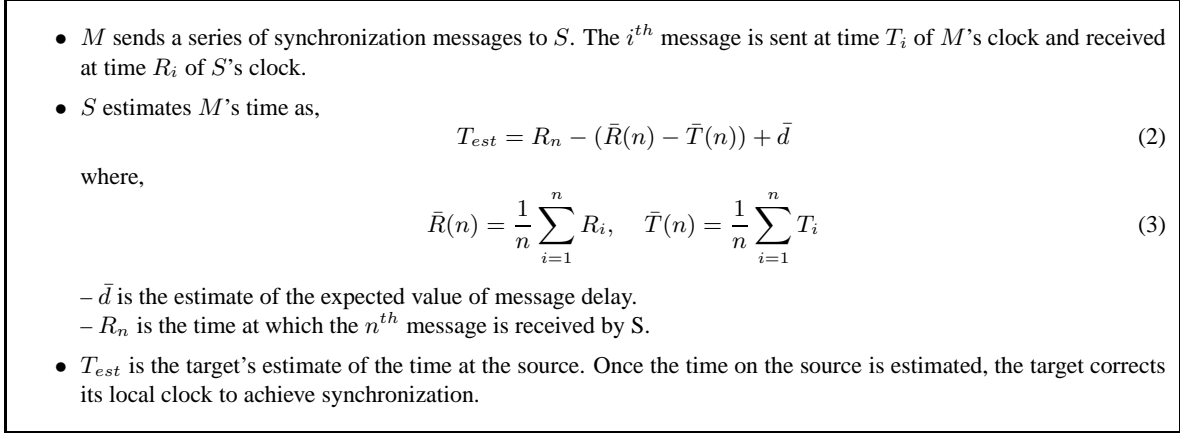 • M sends a series of synchronization messages to S. The i^{th} message is sent at time T_i of M's clock and received
at time R_i of S's clock.
• S estimates M's time as,
T_{est} = R_n − (R̄(n) − T̄(n)) + d̄ (2)
where,
R̄(n) = \frac{1}{n} \sum_{i=1}^{n} R_i, T̄(n) = \frac{1}{n} \sum_{i=1}^{n} T_i (3)
– d̄ is the estimate of the expected value of message delay.
– R_n is the time at which the n^{th} message is received by S.
• T_{est} is the target's estimate of the time at the source. Once the time on the source is estimated, the target corrects
its local clock to achieve synchronization.